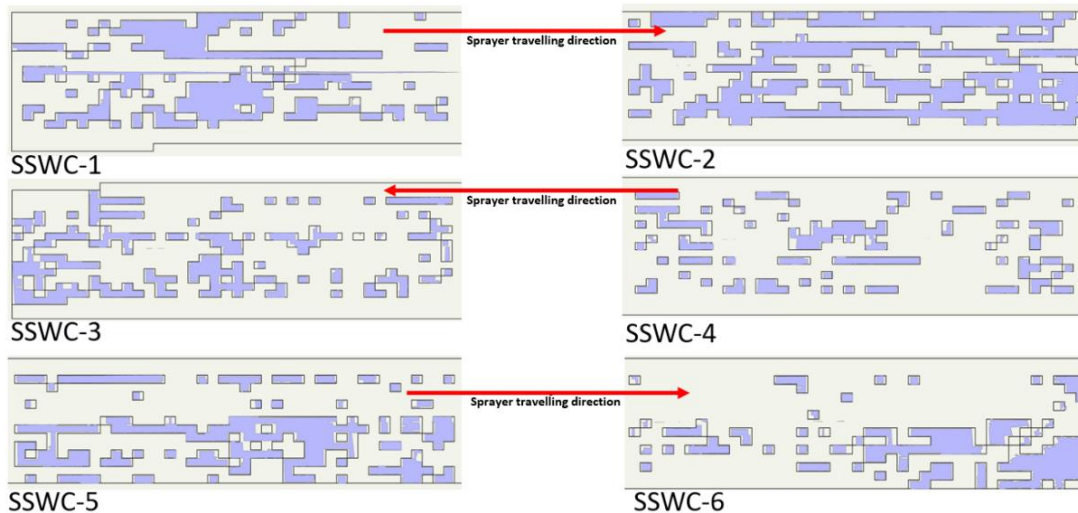 Sprayer travelling direction
SSWC-1
SSWC-2
Sprayer travelling direction
SSWC-3
SSWC-4
Sprayer travelling direction
SSWC-5
SSWC-6